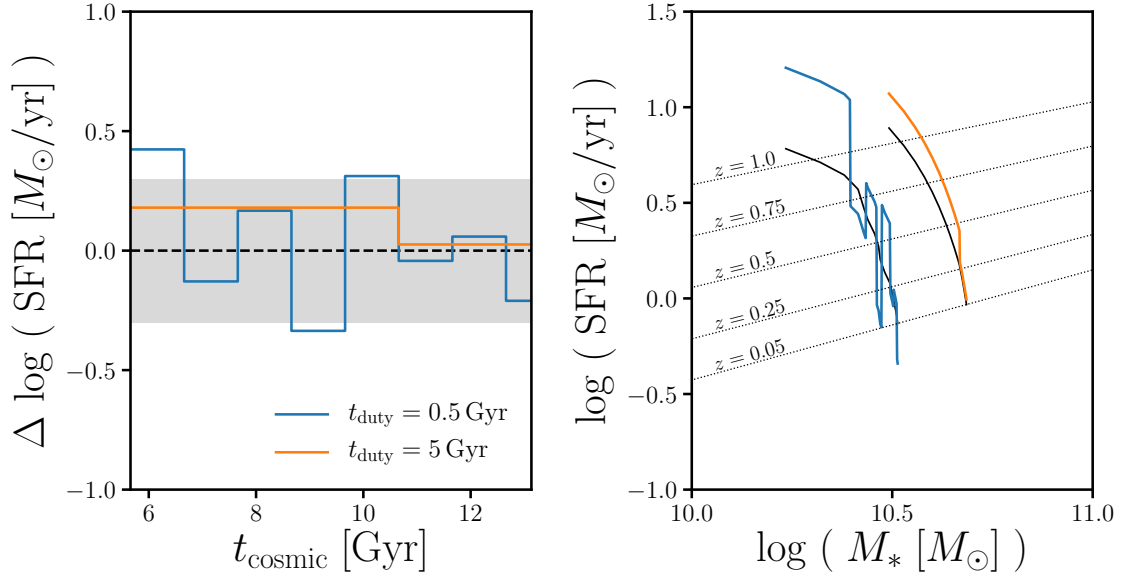 1.0
0.5
0.0
−0.5
−1.0
6
8
10
12
Δ log ( SFR [M⊙/yr] )
t_cosmic [Gyr]
t_duty = 0.5 Gyr
t_duty = 5 Gyr
1.5
1.0
0.5
0.0
−0.5
−1.0
10.0
10.5
11.0
log ( SFR [M⊙/yr] )
log ( M_* [M⊙] )
z = 1.0
z = 0.75
z = 0.5
z = 0.25
z = 0.05